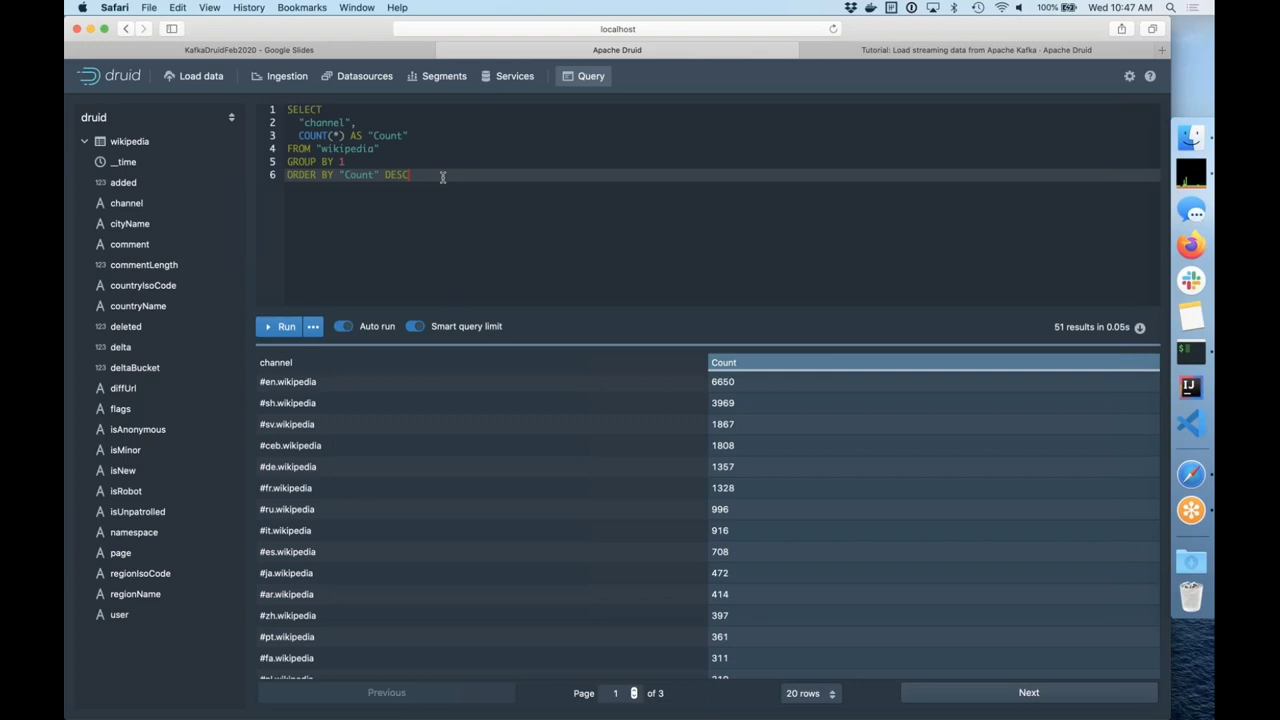 Safari File Edit View History Bookmarks Window Help 100% Wed 10:47 AM
localhost
KafkaDruidFeb2020 - Google Slides Apache Druid Tutorial: Load streaming data from Apache Kafka - Apache Druid
druid Load data Ingestion Datasources Segments Services Query
druid
wikipedia
__time
123 added
A channel
A cityName
A comment
123 commentLength
A countryIsoCode
A countryName
123 deleted
123 delta
123 deltaBucket
A diffUrl
A flags
A isAnonymous
A isMinor
A isNew
A isRobot
A isUnpatrolled
A namespace
A page
A regionIsoCode
A regionName
A user
1 SELECT
2 "channel",
3 COUNT(*) AS "Count"
4 FROM "wikipedia"
5 GROUP BY 1
6 ORDER BY "Count" DESC
Run Auto run Smart query limit 51 results in 0.05s
channel Count
#en.wikipedia 6650
#sh.wikipedia 3969
#sv.wikipedia 1867
#ceb.wikipedia 1808
#de.wikipedia 1357
#fr.wikipedia 1328
#ru.wikipedia 996
#it.wikipedia 916
#es.wikipedia 708
#ja.wikipedia 472
#ar.wikipedia 414
#zh.wikipedia 397
#pt.wikipedia 361
#fa.wikipedia 311
Previous Page 1 of 3 20 rows Next